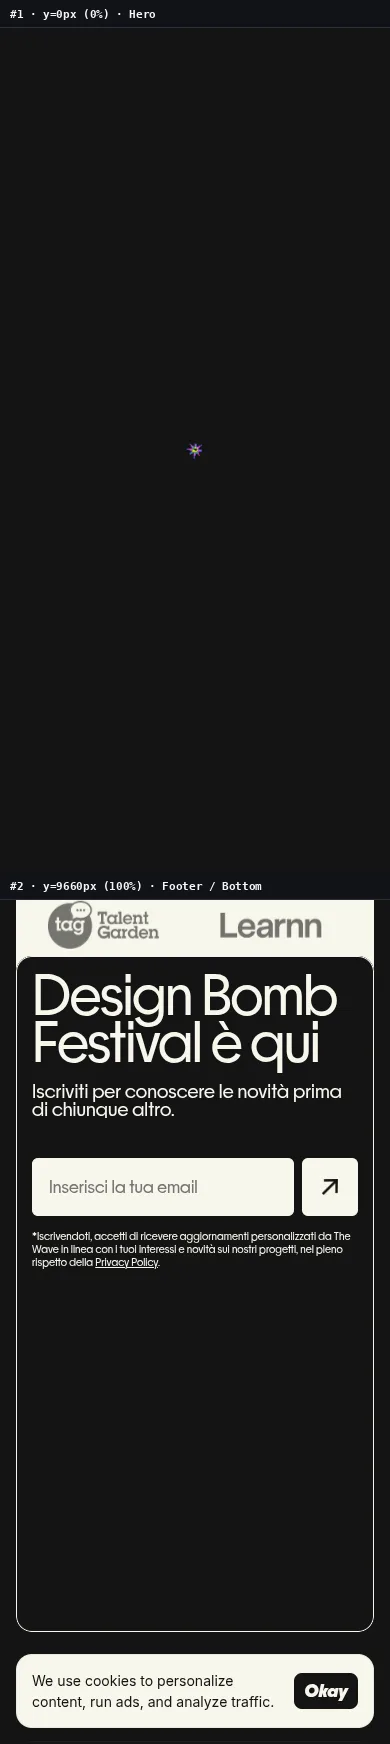 #1 · y=0px (0%) · Hero
#2 · y=9660px (100%) · Footer / Bottom
tag Talent Garden
Learnn
Design Bomb
Festival è qui
Iscriviti per conoscere le novità prima
di chiunque altro.
Inserisci la tua email
*Iscrivendoti, accetti di ricevere aggiornamenti personalizzati da The
Wave in linea con i tuoi interessi e novità sui nostri progetti, nel pieno
rispetto della Privacy Policy.
We use cookies to personalize
content, run ads, and analyze traffic.
Okay